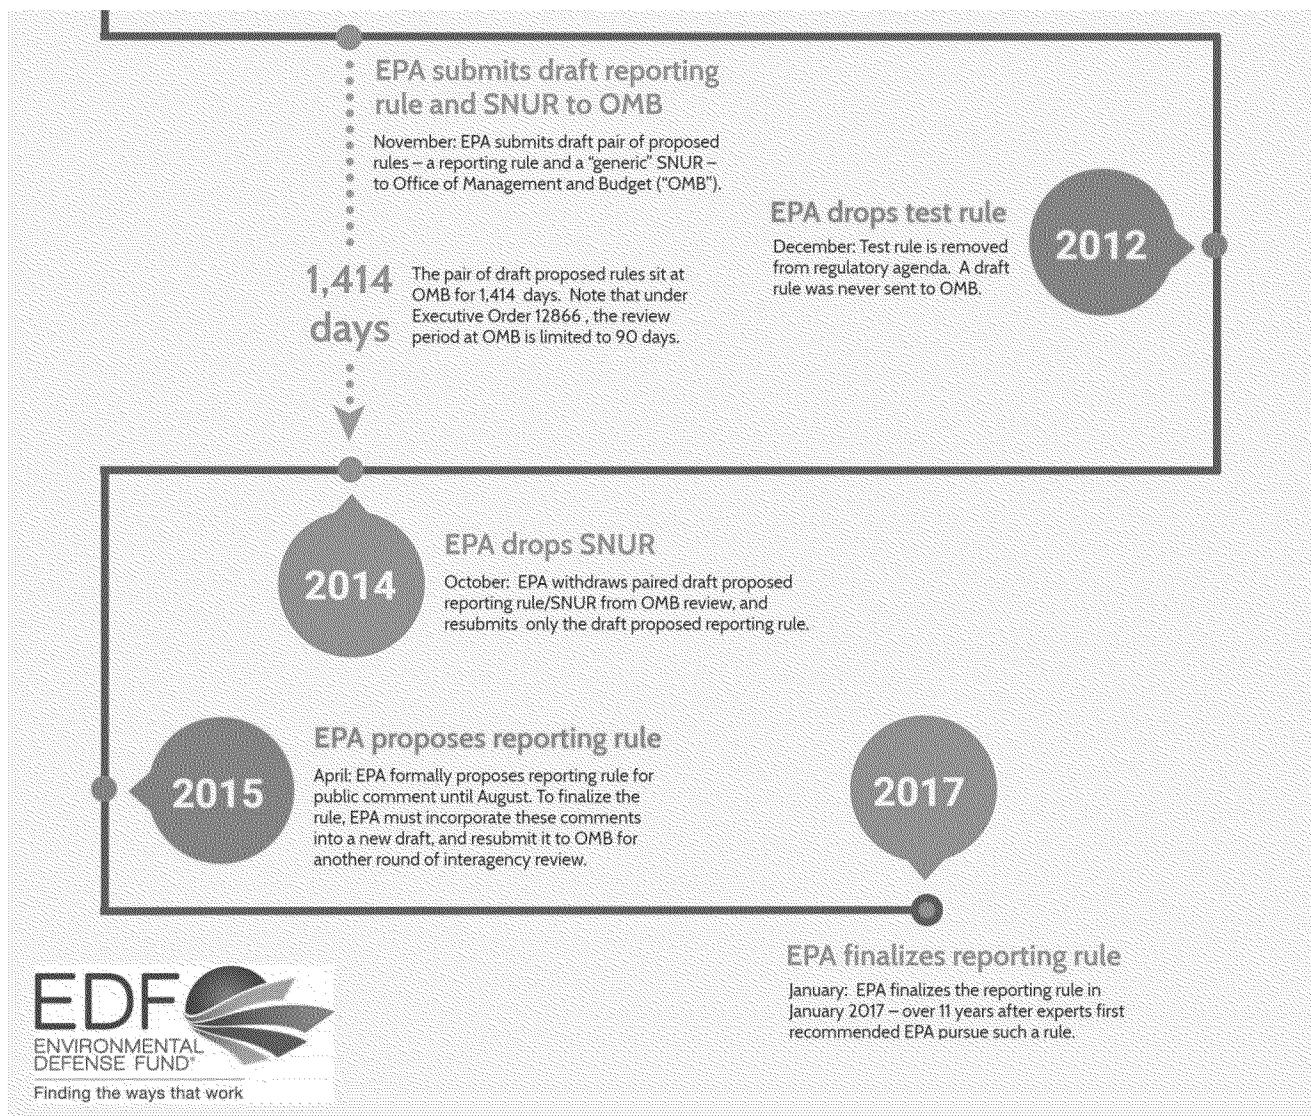 EPA submits draft reporting
rule and SNUR to OMB
November: EPA submits draft pair of proposed
rules – a reporting rule and a "generic" SNUR –
to Office of Management and Budget ("OMB").
EPA drops test rule
December: Test rule is removed
from regulatory agenda. A draft
rule was never sent to OMB.
2012
1,414
days
The pair of draft proposed rules sit at
OMB for 1,414 days. Note that under
Executive Order 12866 , the review
period at OMB is limited to 90 days.
2014
EPA drops SNUR
October: EPA withdraws paired draft proposed
reporting rule/SNUR from OMB review, and
resubmits only the draft proposed reporting rule.
2015
EPA proposes reporting rule
April: EPA formally proposes reporting rule for
public comment until August. To finalize the
rule, EPA must incorporate these comments
into a new draft, and resubmit it to OMB for
another round of interagency review.
2017
EPA finalizes reporting rule
January: EPA finalizes the reporting rule in
January 2017 – over 11 years after experts first
recommended EPA pursue such a rule.
EDF
ENVIRONMENTAL
DEFENSE FUND®
Finding the ways that work